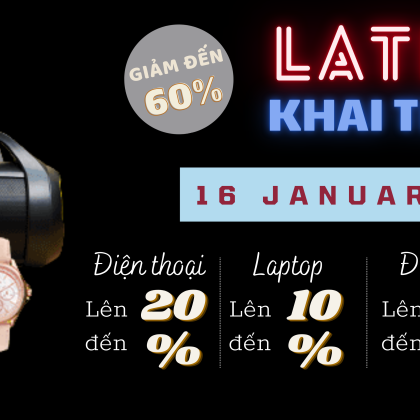 GIẢM ĐẾN
60%
LAT
KHAI T
16 JANUAR
Điện thoại
Lên 20
đến %
Laptop
Lên 10
đến %
Đ
Lên
đến